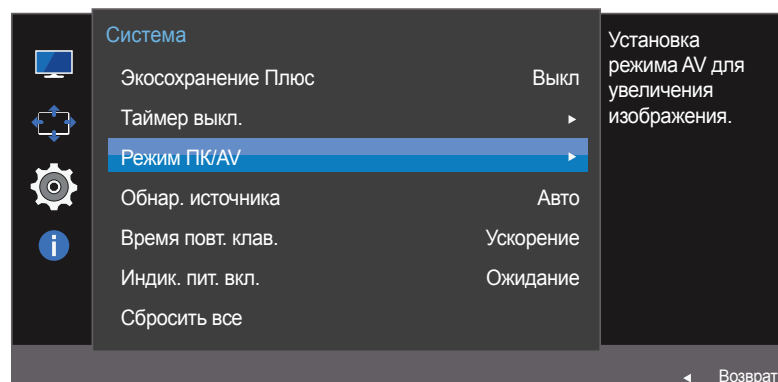 Система
Экосохранение Плюс Выкл
Таймер выкл.
Режим ПК/AV
Обнар. источника Авто
Время повт. клав. Ускорение
Индик. пит. вкл. Ожидание
Сбросить все
Установка
режима AV для
увеличения
изображения.
Возврат